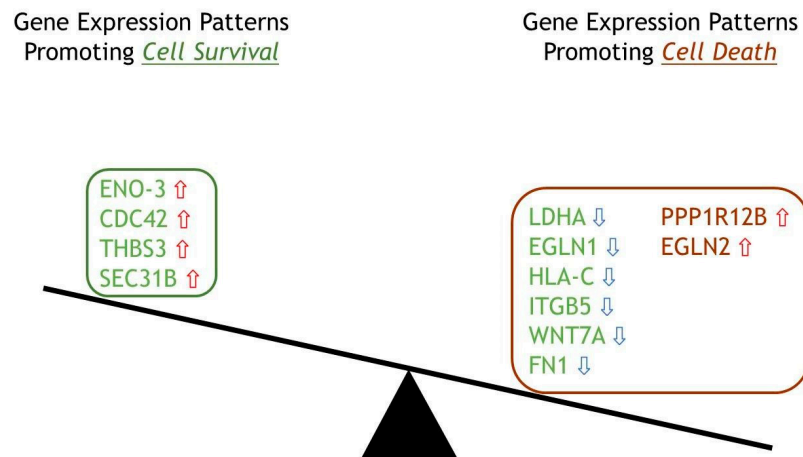 Gene Expression Patterns
Promoting Cell Survival
Gene Expression Patterns
Promoting Cell Death
ENO-3 ⇧
CDC42 ⇧
THBS3 ⇧
SEC31B ⇧
LDHA ⇩
EGLN1 ⇩
HLA-C ⇩
ITGB5 ⇩
WNT7A ⇩
FN1 ⇩
PPP1R12B ⇧
EGLN2 ⇧